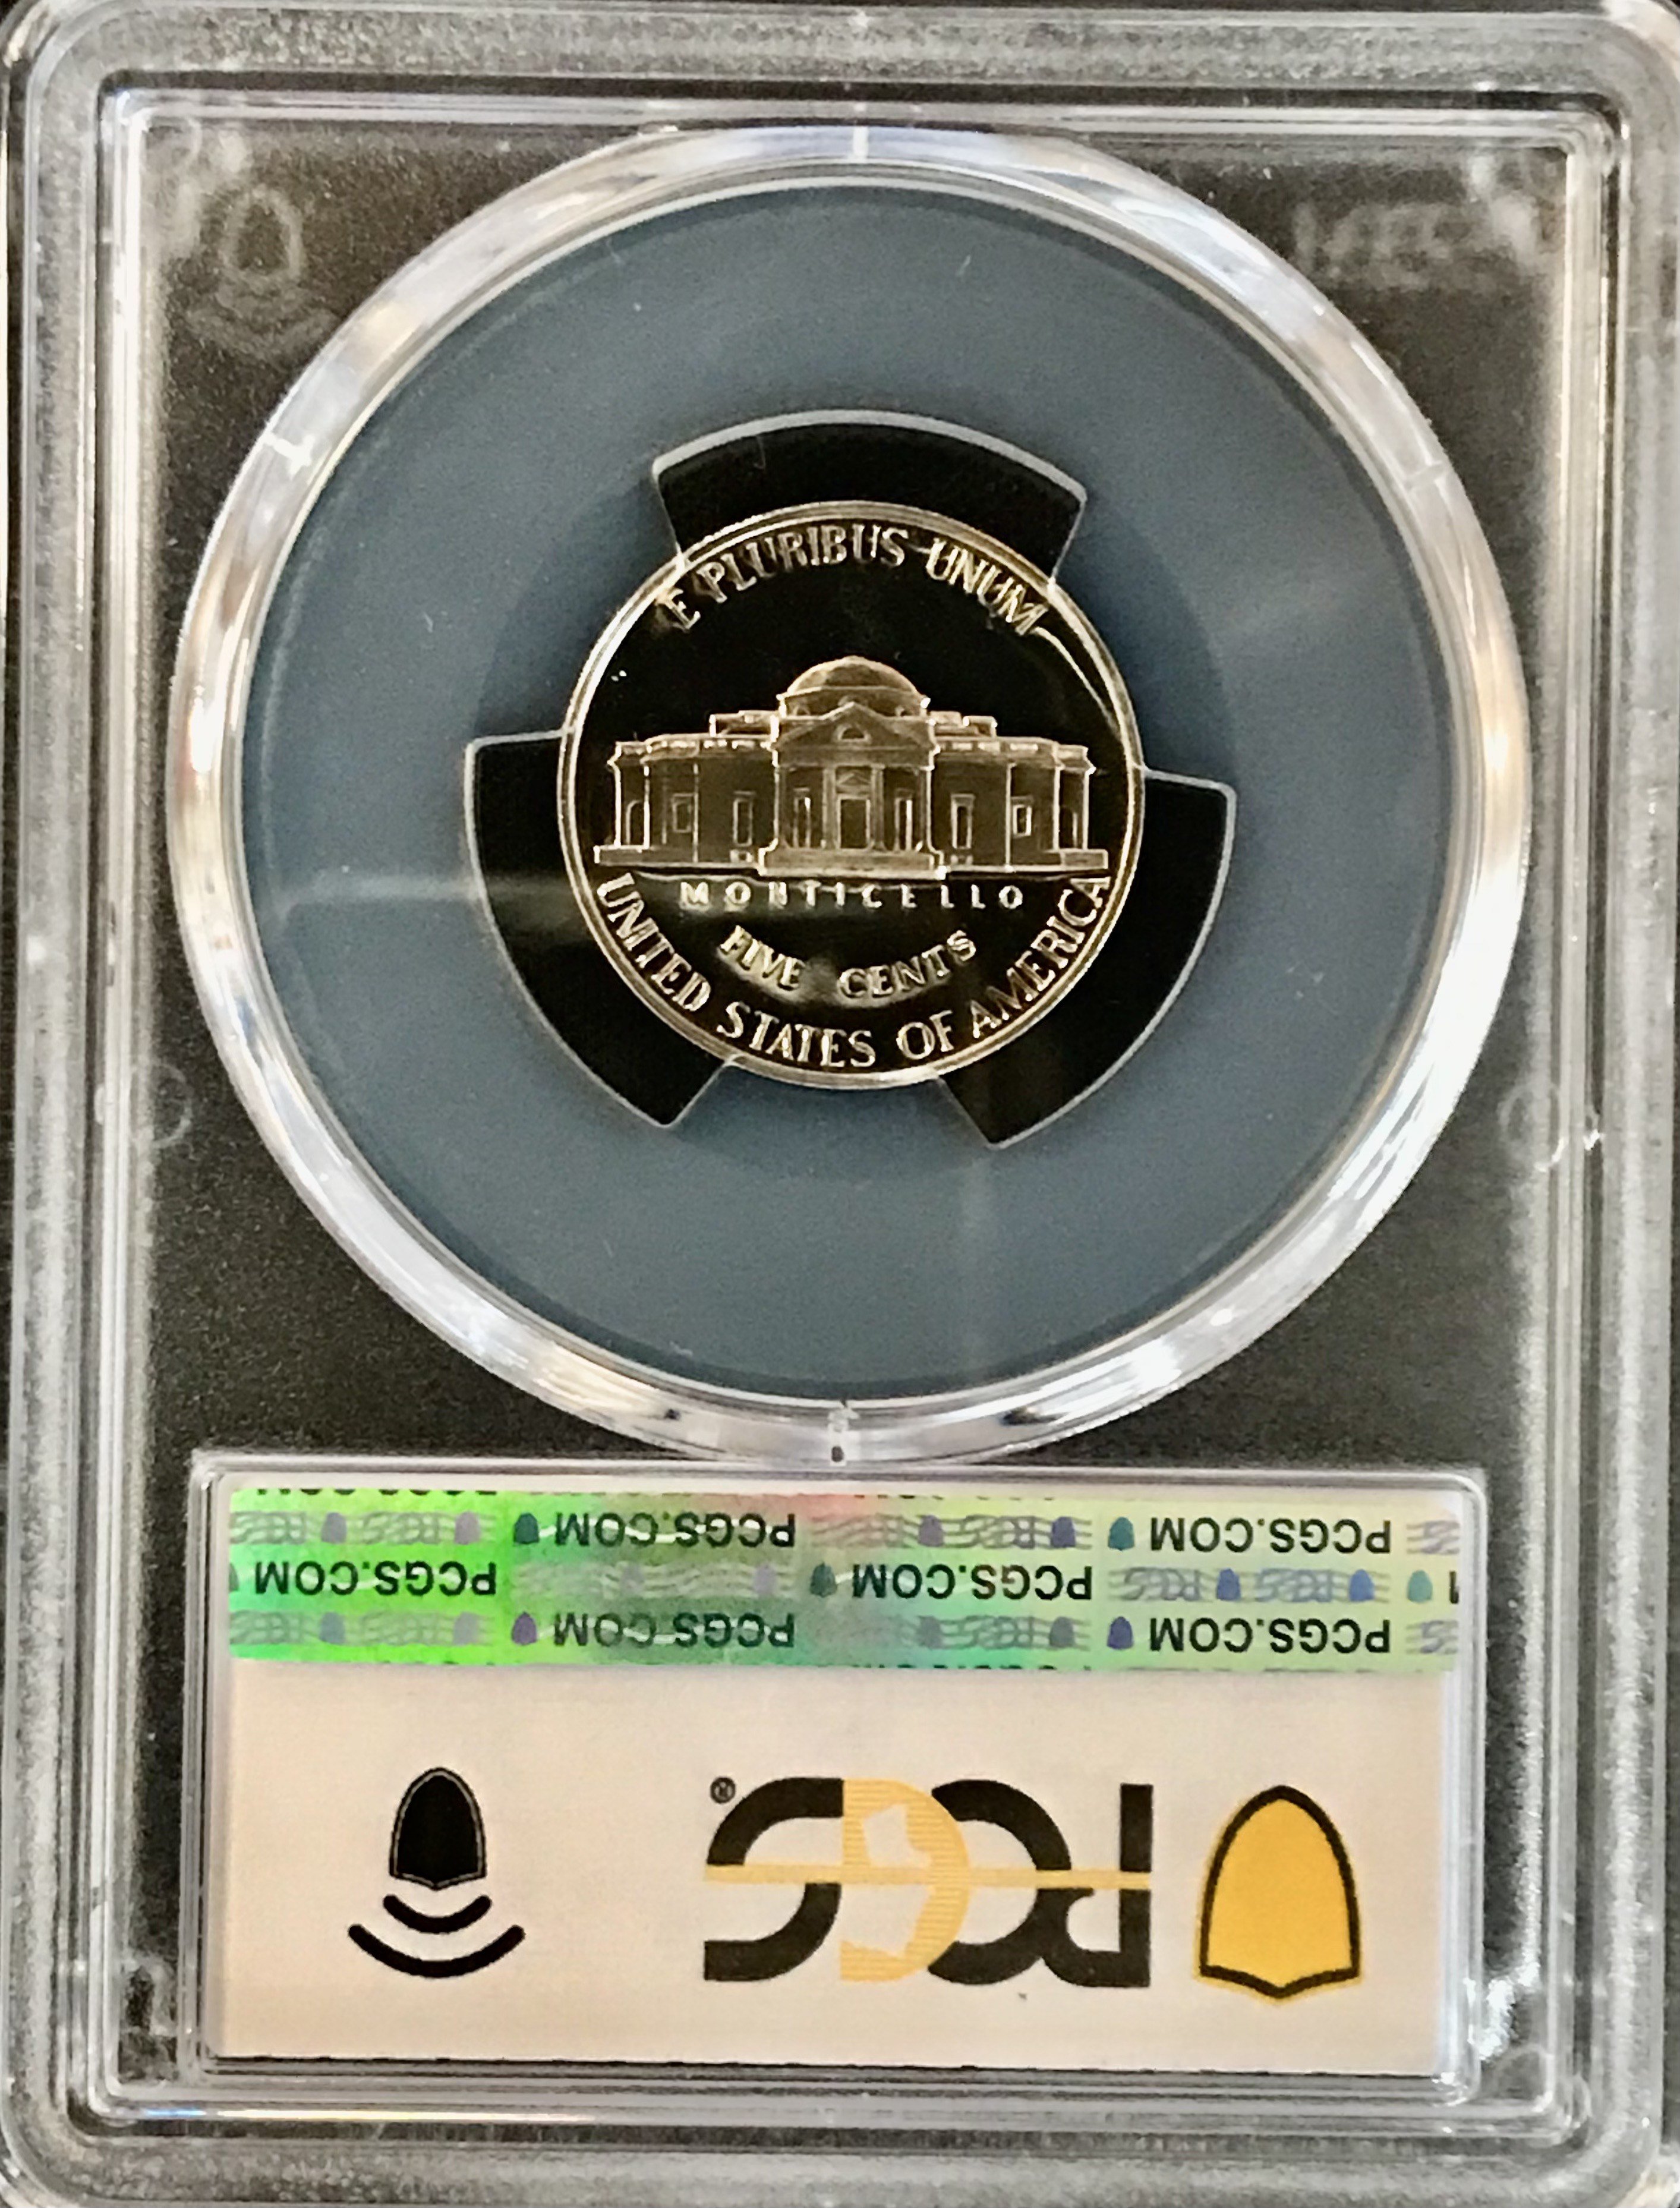 E PLURIBUS UNUM
MONTICELLO
FIVE CENTS
UNITED STATES OF AMERICA
PCGS.COM PCGS.COM
PCGS.COM PCGS.COM
PCGS.COM PCGS.COM
PCGS®